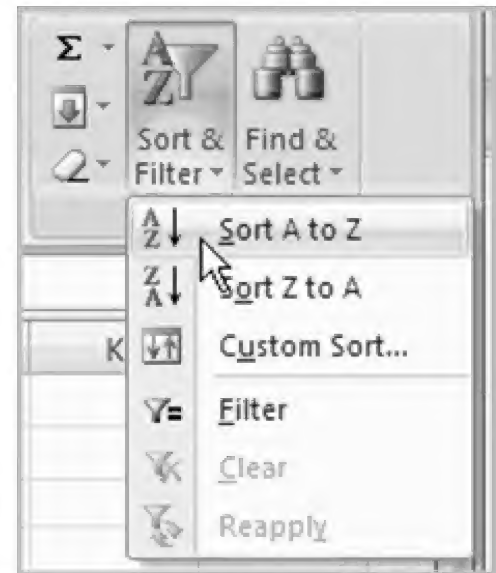 Σ
A
Z
Sort & Find &
Filter Select
A
Z
Sort A to Z
Z
A
Sort Z to A
K
Custom Sort...
Filter
Clear
Reapply